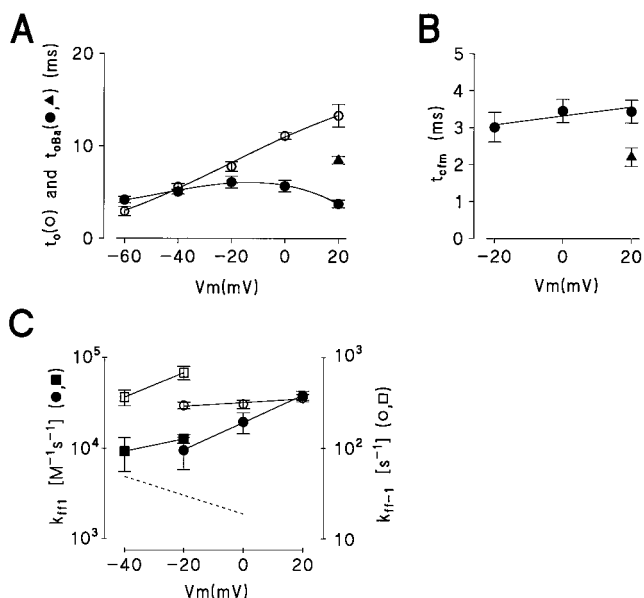 A
20
10
0
t_o(○) and t_oBa(●,▲) (ms)
-60 -40 -20 0 20
Vm(mV)
B
5
4
3
2
1
0
t_cfm (ms)
-20 0 20
Vm(mV)
C
10^5
10^4
10^3
k_ff1 [M^-1s^-1] (●,■)
10^3
10^2
10
k_ff-1 [s^-1] (○,□)
-40 -20 0 20
Vm(mV)